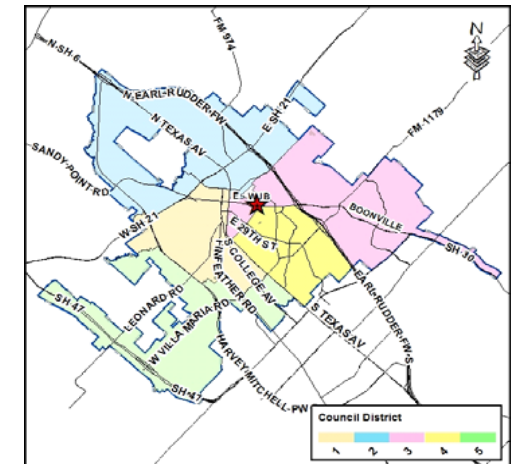 N
FM 974
N-SH-6
N-EARL-RUDDER-FW
E SH 21
N TEXAS AV
FM-1179
SANDY-POINT-RD
E-WJB
BOONVILLE
W-SH 21
E 29TH ST
SH-30
S COLLEGE-AV
FINFEATHER RD
LEONARD RD
SH 47
W VILLA MARIA-RD
S TEXAS AV
EARL-RUDDER-FW-S
HARVEY-MITCHELL-PW
SH-47
Council District
1 2 3 4 5